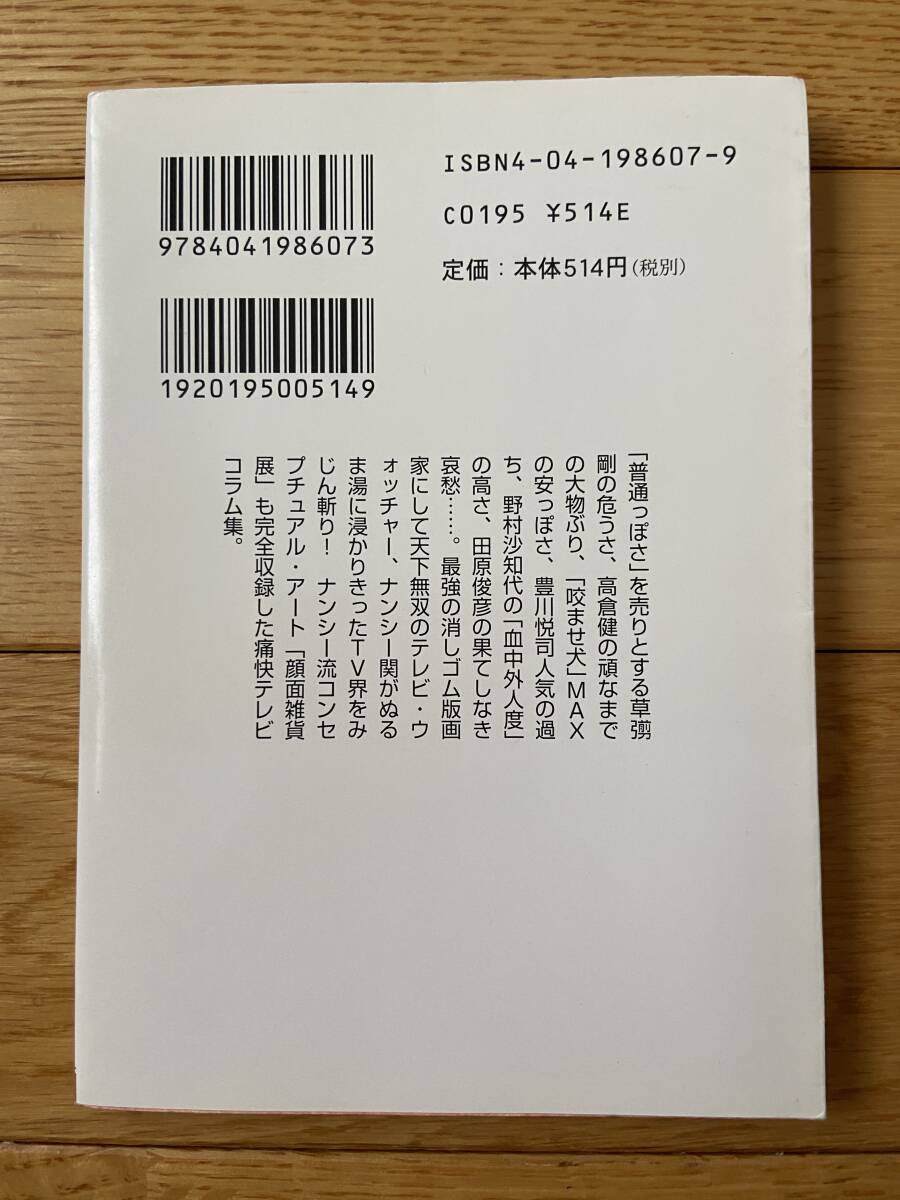 ISBN4-04-198607-9
C0195 ¥514E
定価：本体514円（税別）
9784041986073
1920195005149
「普通っぽさ」を売りとする草彅
剛の危うさ、高倉健の頑なまで
の大物ぶり、「咬ませ犬」MAX
の安っぽさ、豊川悦司人気の過
ち、野村沙知代の「血中外人度」
の高さ、田原俊彦の果てしなき
哀愁……。最強の消しゴム版画
家にして天下無双のテレビ・ウ
ォッチャー、ナンシー関がぬる
ま湯に浸かりきったTV界をみ
じん斬り！　ナンシー流コンセ
プチュアル・アート「顔面雑貨
展」も完全収録した痛快テレビ
コラム集。